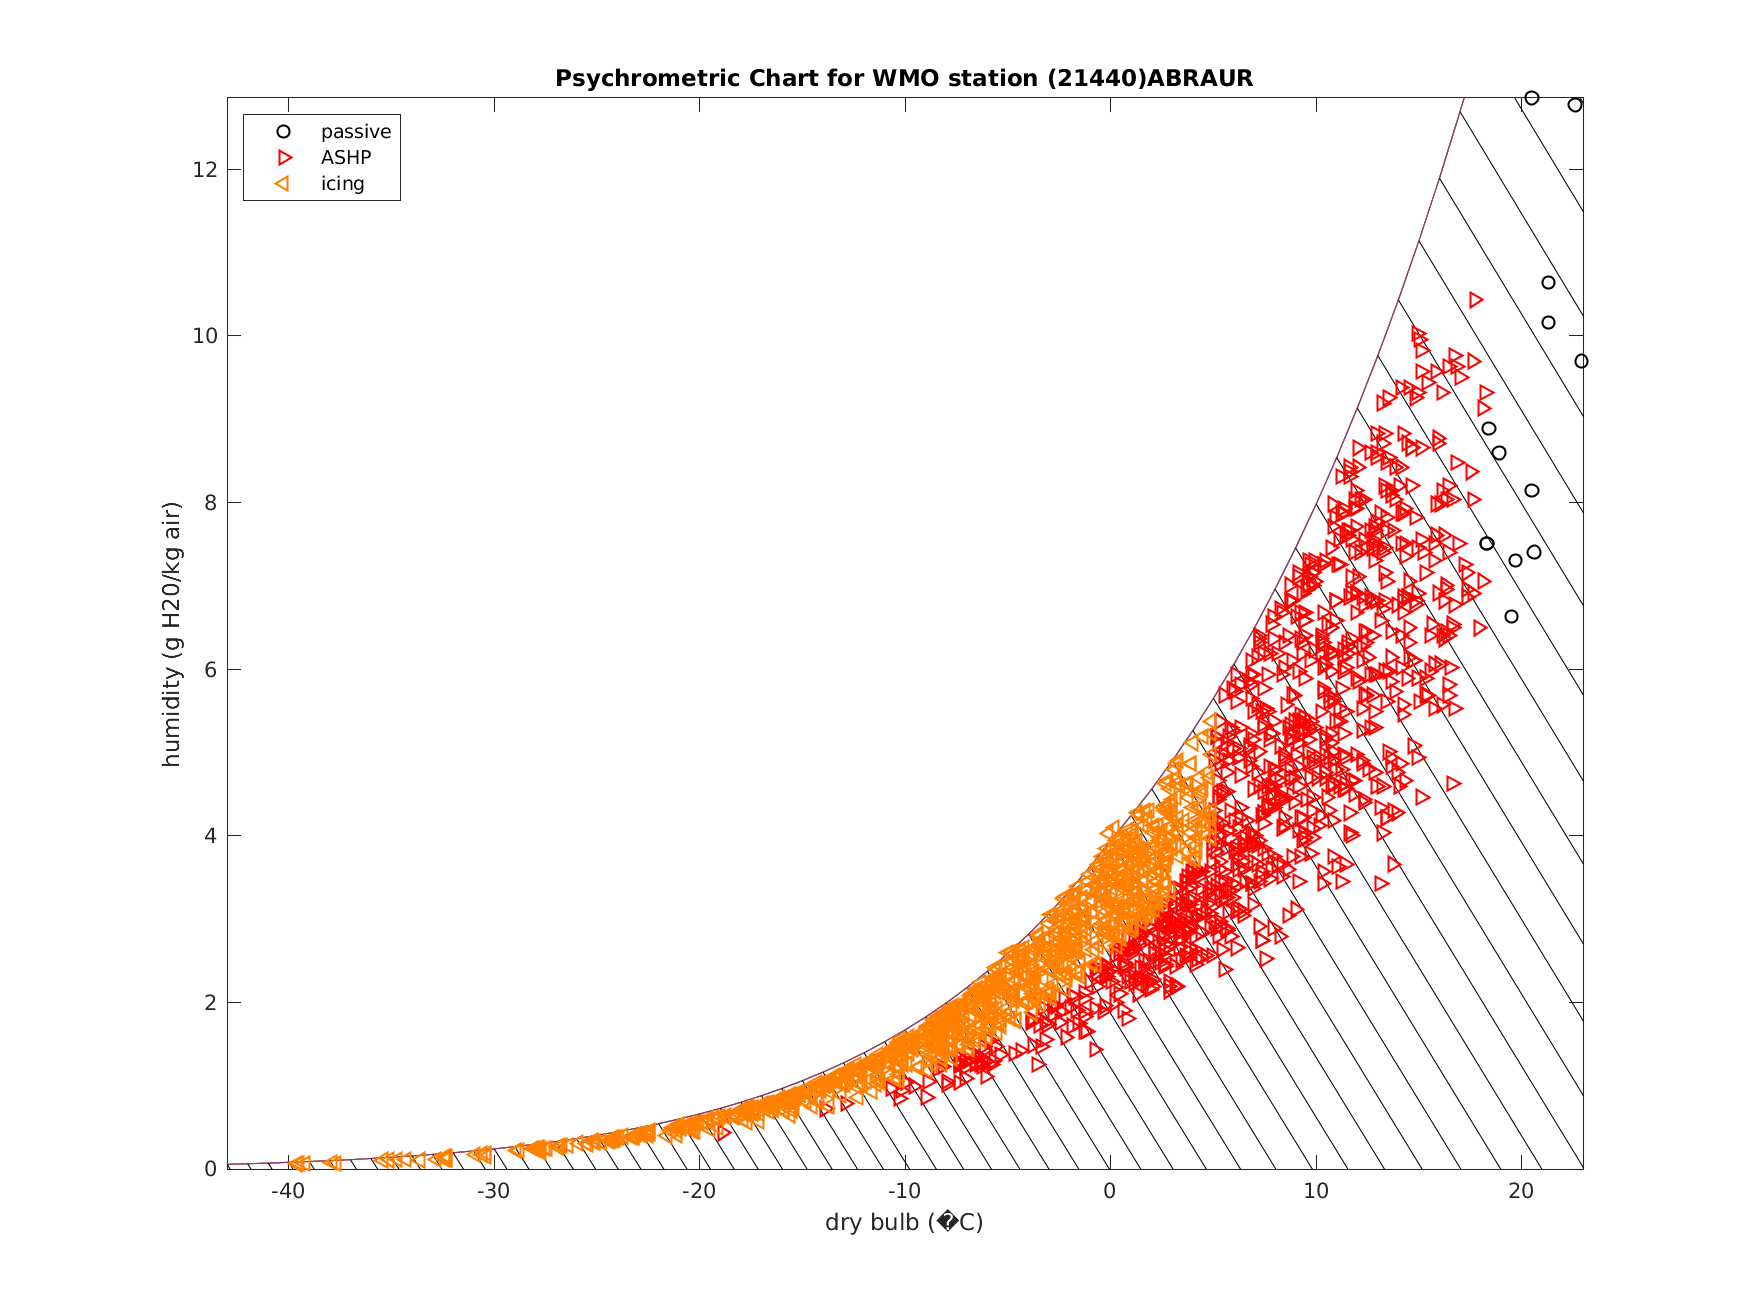 Psychrometric Chart for WMO station (21440)ABRAUR
passive
ASHP
icing
humidity (g H20/kg air)
12
10
8
6
4
2
0
-40 -30 -20 -10 0 10 20
dry bulb (�C)